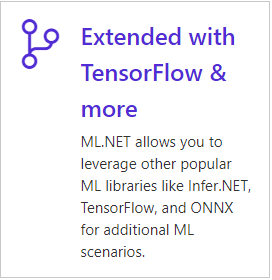 Extended with
TensorFlow &
more
ML.NET allows you to
leverage other popular
ML libraries like Infer.NET,
TensorFlow, and ONNX
for additional ML
scenarios.